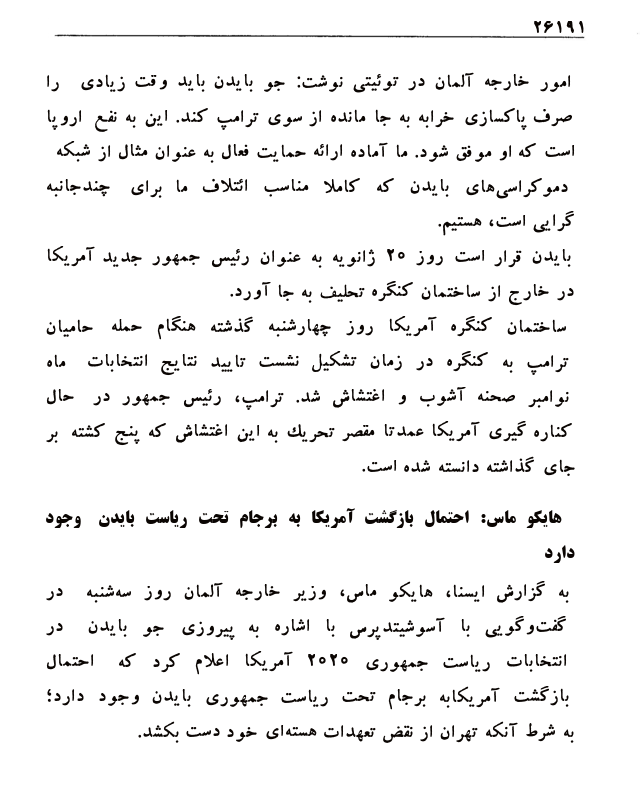 ۲۶۱۹۱
امور خارجه آلمان در توئیتی نوشت: جو بایدن باید وقت زیادی را
صرف پاکسازی خرابه به جا مانده از سوی ترامپ کند. این به نفع اروپا
است که او موفق شود. ما آماده ارائه حمایت فعال به عنوان مثال از شبکه
دموکراسی‌های بایدن که کاملا مناسب ائتلاف ما برای چندجانبه
گرایی است، هستیم.
بایدن قرار است روز ۲۰ ژانویه به عنوان رئیس جمهور جدید آمریکا
در خارج از ساختمان کنگره تحلیف به جا آورد.
ساختمان کنگره آمریکا روز چهارشنبه گذشته هنگام حمله حامیان
ترامپ به کنگره در زمان تشکیل نشست تایید نتایج انتخابات ماه
نوامبر صحنه آشوب و اغتشاش شد. ترامپ، رئیس جمهور در حال
کناره گیری آمریکا عمدتا مقصر تحریك به این اغتشاش که پنج کشته بر
جای گذاشته دانسته شده است.
هایکو ماس: احتمال بازگشت آمریکا به برجام تحت ریاست بایدن وجود
دارد
به گزارش ایسنا، هایکو ماس، وزیر خارجه آلمان روز سه‌شنبه در
گفت‌وگویی با آسوشیتدپرس با اشاره به پیروزی جو بایدن در
انتخابات ریاست جمهوری ۲۰۲۰ آمریکا اعلام کرد که احتمال
بازگشت آمریکابه برجام تحت ریاست جمهوری بایدن وجود دارد؛
به شرط آنکه تهران از نقض تعهدات هسته‌ای خود دست بکشد.